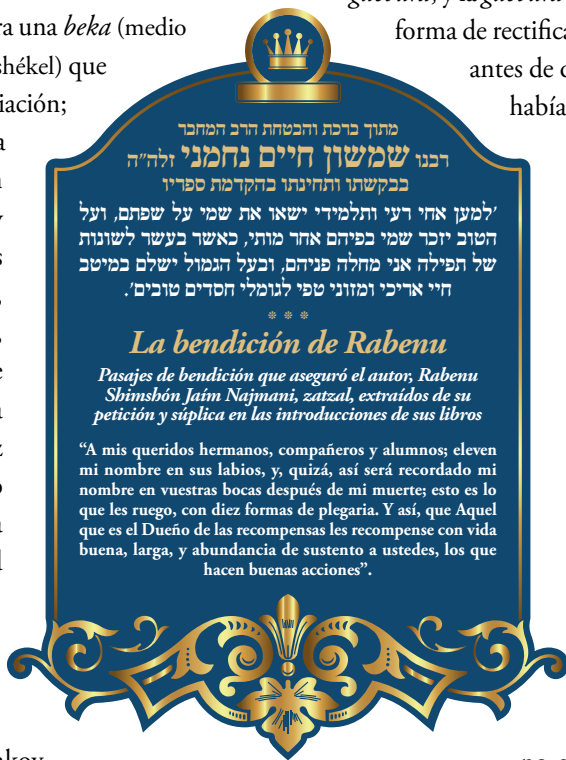 ra una beka (medio
shékel) que
iación;
forma de rectifica
antes de
había
מתוך ברכת והבטחת הרב המחבר
רבנו שמשון חיים נחמני זלה״ה
בבקשתו ותחינתו בהקדמת ספריו
'למען אחי רעי ותלמידי ישאו את שמי על שפתם, ועל
הטוב יזכר שמי בפיהם אחר מותי, כאשר בעשר לשונות
של תפילה אני מחלה פניהם, ובעל הגמול ישלם במיטב
חיי אריכי ומזוני טפי לגומלי חסדים טובים'.
La bendición de Rabenu
Pasajes de bendición que aseguró el autor, Rabenu
Shimshón Jaím Najmani, zatzal, extraídos de su
petición y súplica en las introducciones de sus libros
“A mis queridos hermanos, compañeros y alumnos; eleven
mi nombre en sus labios, y, quizá, así será recordado mi
nombre en vuestras bocas después de mi muerte; esto es lo
que les ruego, con diez formas de plegaria. Y así, que Aquel
que es el Dueño de las recompensas les recompense con vida
buena, larga, y abundancia de sustento a ustedes, los que
hacen buenas acciones”.